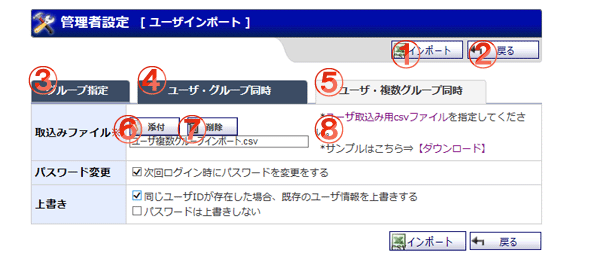 管理者設定 [ ユーザインポート ]
①インポート ②戻る
③グループ指定 ④ユーザ・グループ同時 ⑤ユーザ・複数グループ同時
取込みファイル* ⑥添付 ⑦削除 *ユーザ取込み用csvファイルを指定してくださ
ユーザ複数グループインポート.csv ⑧い。
*サンプルはこちら⇒【ダウンロード】
パスワード変更 次回ログイン時にパスワードを変更をする
上書き 同じユーザIDが存在した場合、既存のユーザ情報を上書きする
パスワードは上書きしない
インポート 戻る